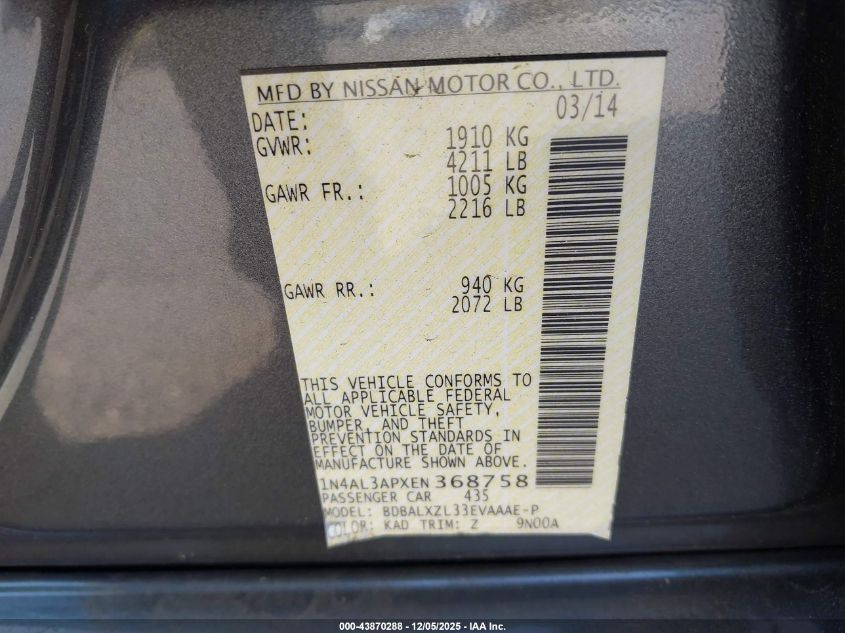 MFD BY NISSAN MOTOR CO., LTD.
DATE: 03/14
GVWR: 1910 KG
4211 LB
GAWR FR.: 1005 KG
2216 LB
GAWR RR.: 940 KG
2072 LB
THIS VEHICLE CONFORMS TO
ALL APPLICABLE FEDERAL
MOTOR VEHICLE SAFETY,
BUMPER, AND THEFT
PREVENTION STANDARDS IN
EFFECT ON THE DATE OF
MANUFACTURE SHOWN ABOVE.
1N4AL3APXEN 368758
PASSENGER CAR 435
MODEL: BDBALXZL33EVAAAE-P
COLOR: KAD TRIM: Z 9N00A
000-43870288 - 12/05/2025 - IAA Inc.